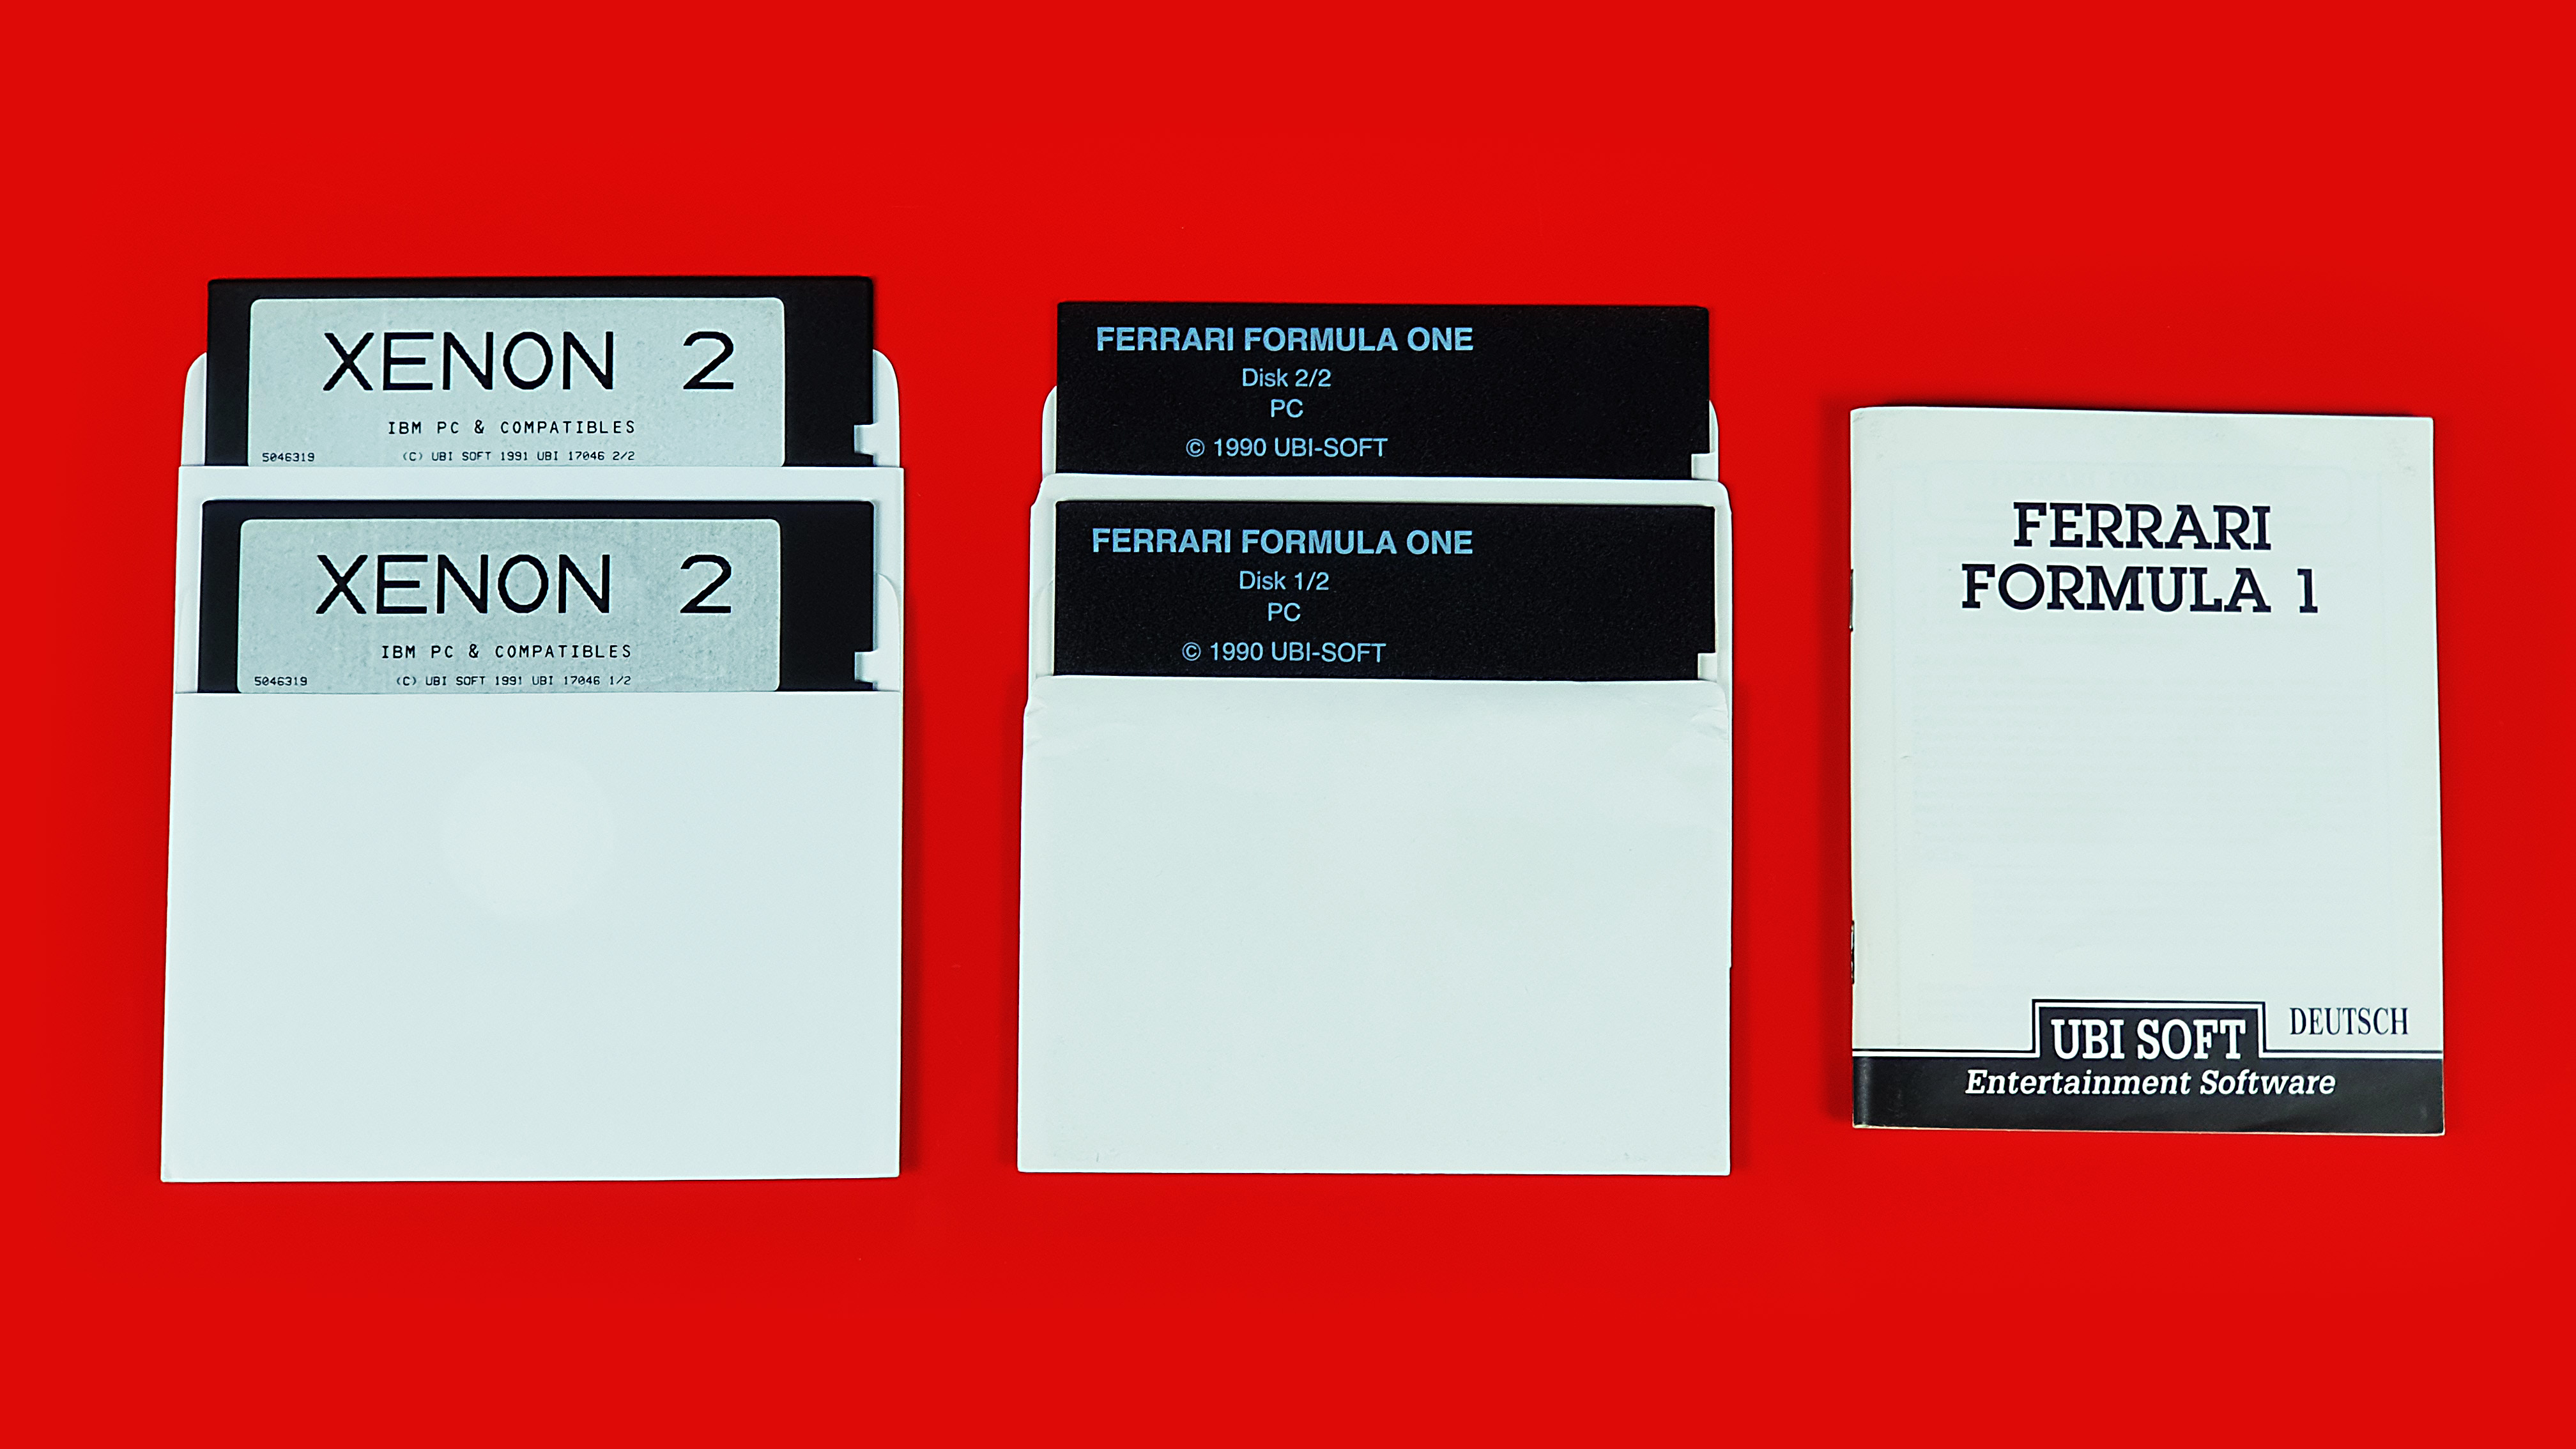 XENON 2
IBM PC & COMPATIBLES
5046319 (C) UBI SOFT 1991 UBI 17046 2/2
XENON 2
IBM PC & COMPATIBLES
5046319 (C) UBI SOFT 1991 UBI 17046 1/2
FERRARI FORMULA ONE
Disk 2/2
PC
© 1990 UBI-SOFT
FERRARI FORMULA ONE
Disk 1/2
PC
© 1990 UBI-SOFT
FERRARI
FORMULA 1
UBI SOFT DEUTSCH
Entertainment Software